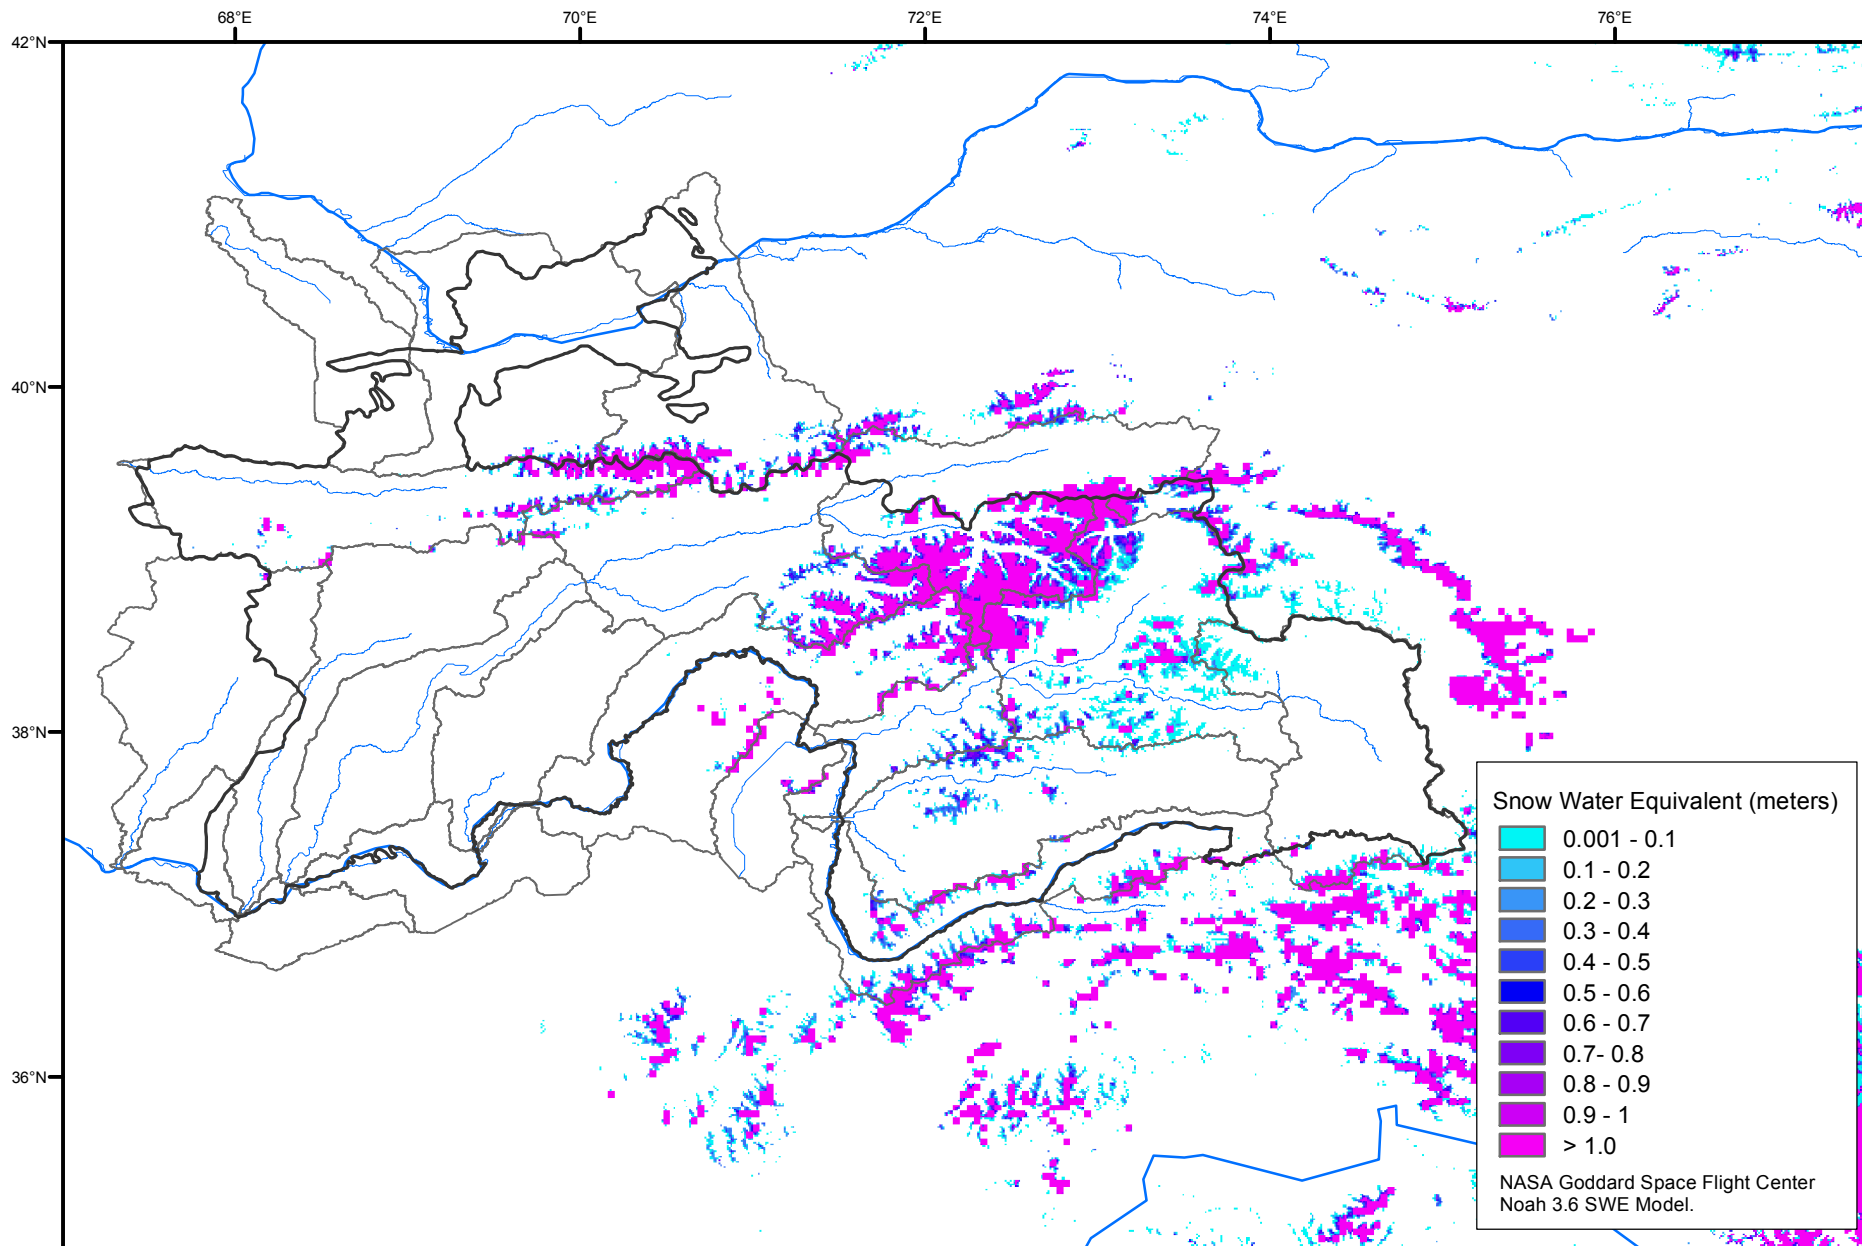 68°E
70°E
72°E
74°E
76°E
42°N
40°N
38°N
36°N
Snow Water Equivalent (meters)
0.001 - 0.1
0.1 - 0.2
0.2 - 0.3
0.3 - 0.4
0.4 - 0.5
0.5 - 0.6
0.6 - 0.7
0.7- 0.8
0.8 - 0.9
0.9 - 1
> 1.0
NASA Goddard Space Flight Center
Noah 3.6 SWE Model.